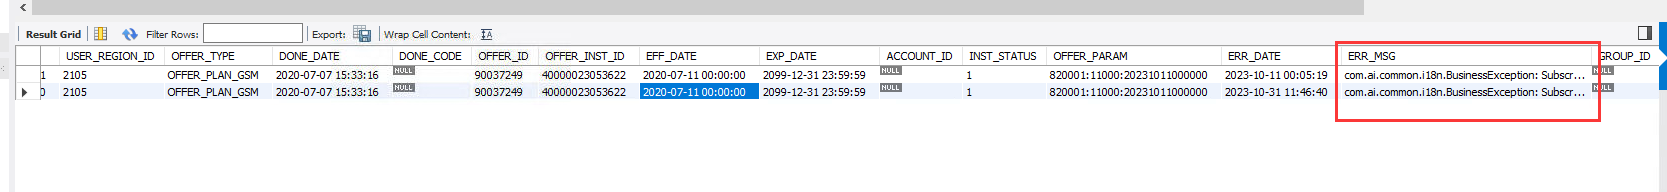 Result Grid Filter Rows: Export: Wrap Cell Content:
USER_REGION_ID OFFER_TYPE DONE_DATE DONE_CODE OFFER_ID OFFER_INST_ID EFF_DATE EXP_DATE ACCOUNT_ID INST_STATUS OFFER_PARAM ERR_DATE ERR_MSG GROUP_ID
1 2105 OFFER_PLAN_GSM 2020-07-07 15:33:16 NULL 90037249 40000023053622 2020-07-11 00:00:00 2099-12-31 23:59:59 NULL 1 820001:11000:20231011000000 2023-10-11 00:05:19 com.ai.common.i18n.BusinessException: Subscr... NULL
0 2105 OFFER_PLAN_GSM 2020-07-07 15:33:16 NULL 90037249 40000023053622 2020-07-11 00:00:00 2099-12-31 23:59:59 NULL 1 820001:11000:20231011000000 2023-10-31 11:46:40 com.ai.common.i18n.BusinessException: Subscr... NULL